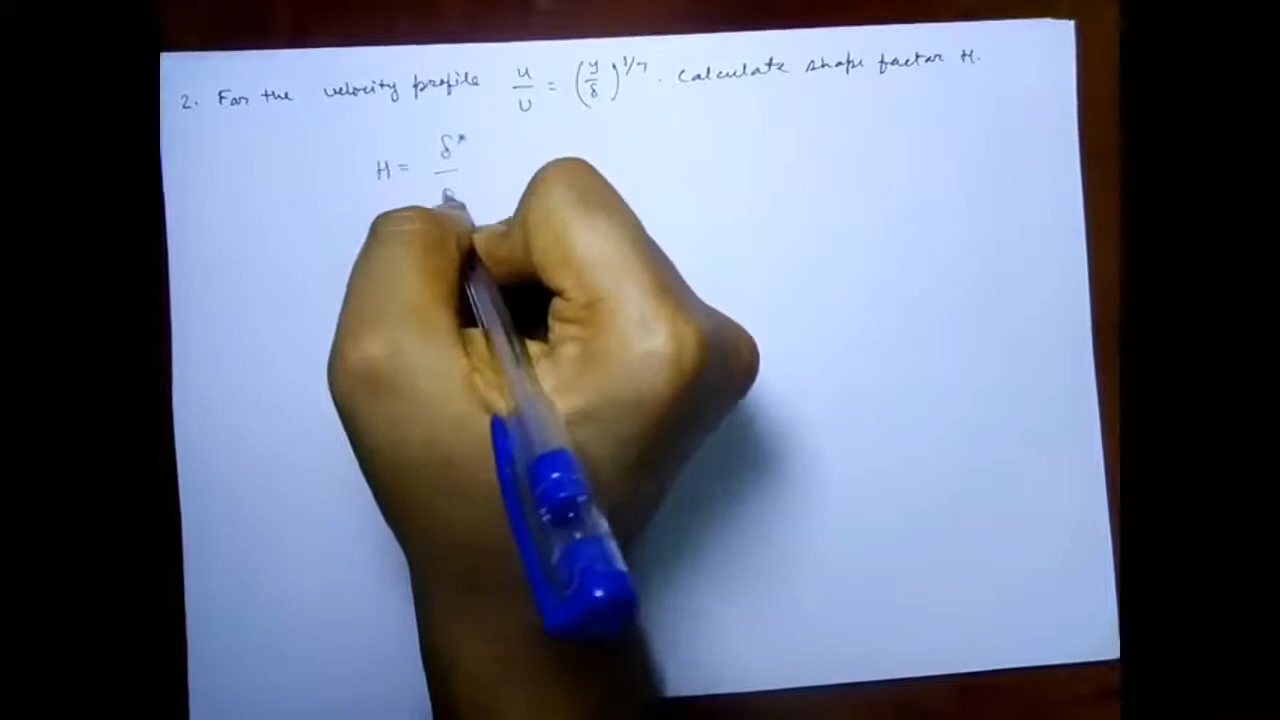 2. For the velocity profile u/U = (y/δ)^1/7. Calculate shape factor H.
H = δ*/